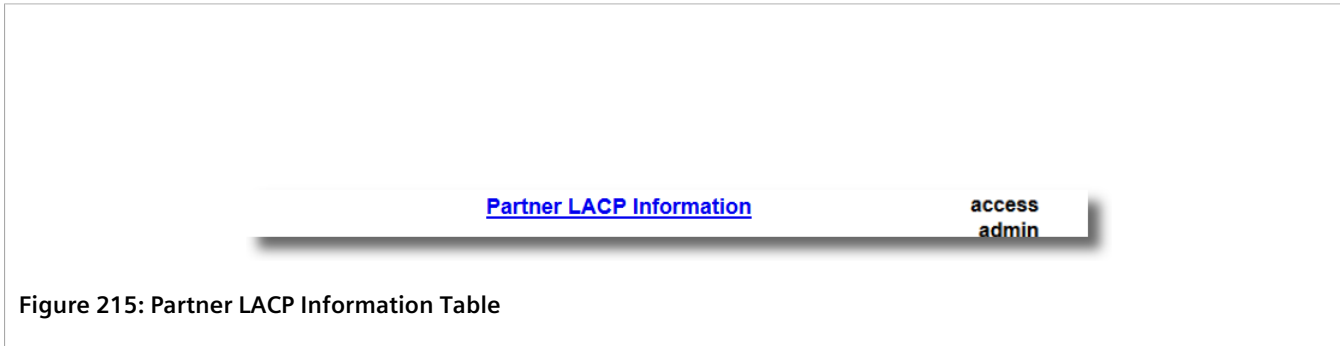 Partner LACP Information
access
admin
Figure 215: Partner LACP Information Table